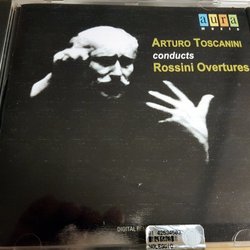 aura
music
ARTURO TOSCANINI
conducts
Rossini Overtures